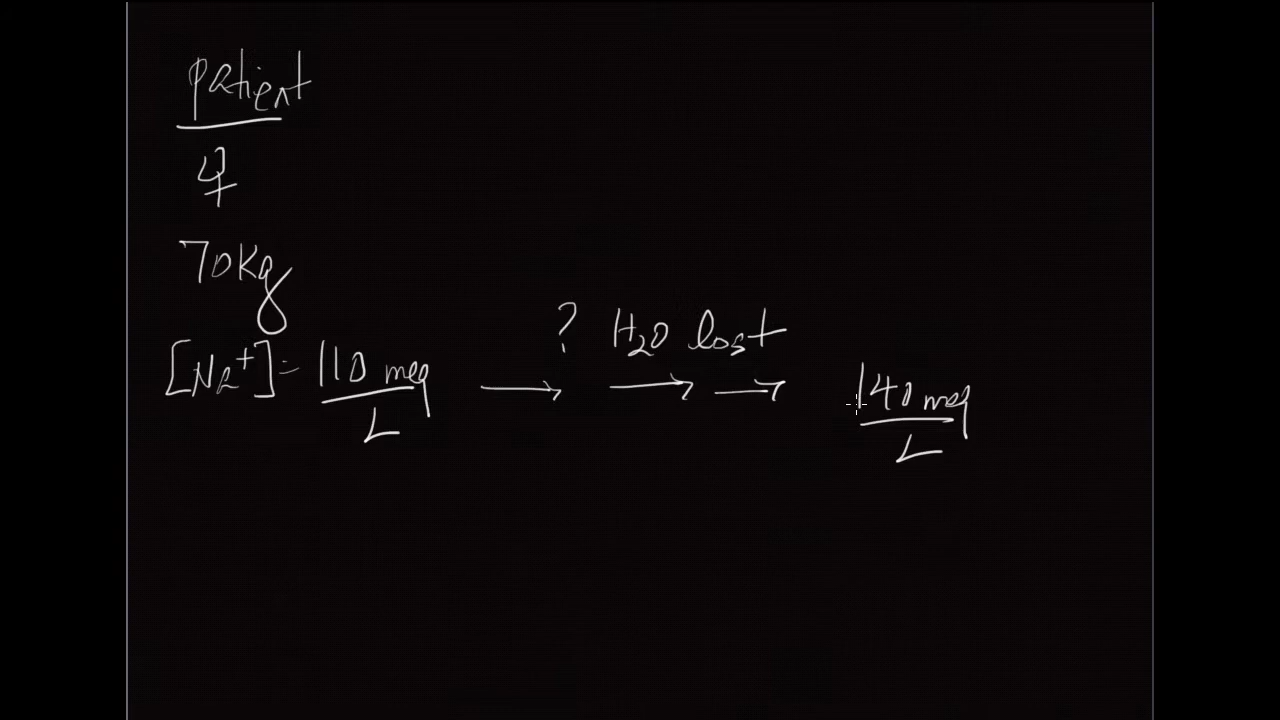 patient
♀
70Kg
? H₂O lost
[Na⁺] = 110 meq/L → → → 140 meq/L